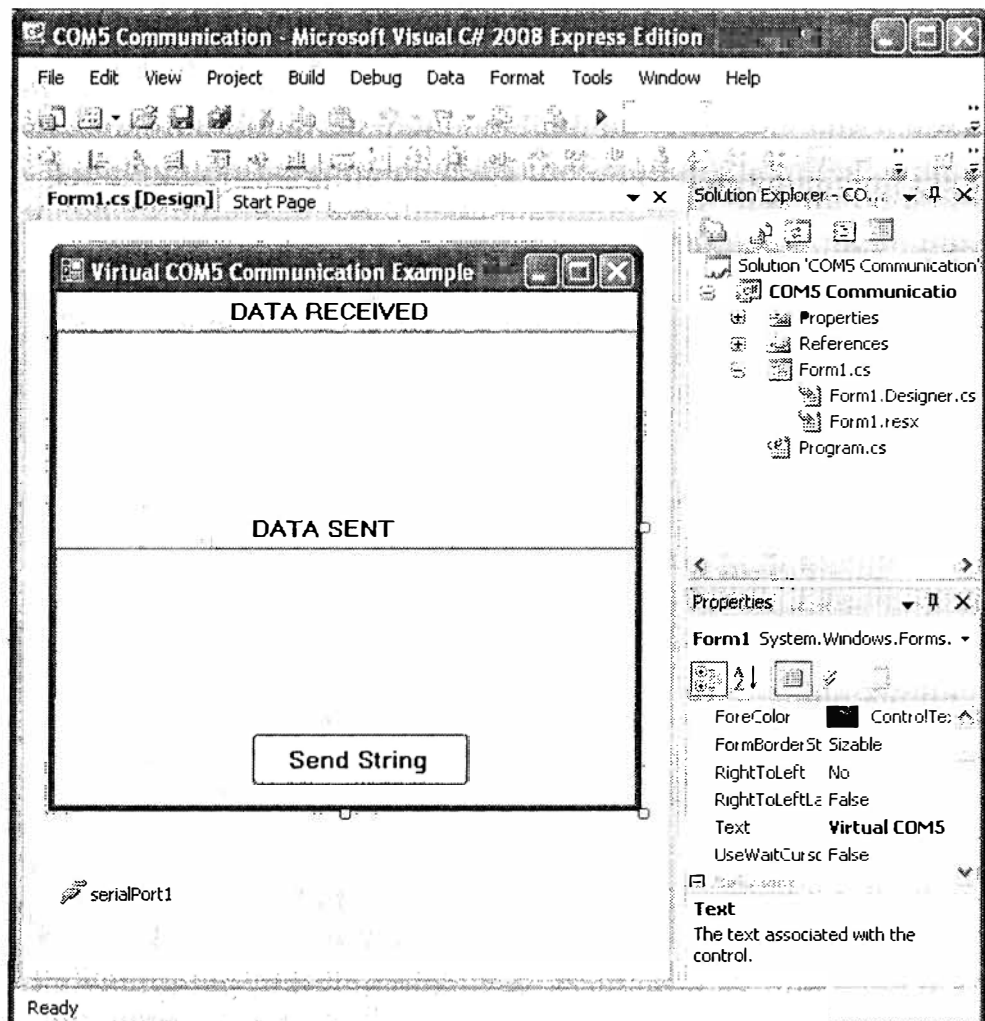 COM5 Communication - Microsoft Visual C# 2008 Express Edition
File Edit View Project Build Debug Data Format Tools Window Help
Form1.cs [Design] Start Page
Solution Explorer - CO...
Solution 'COM5 Communication'
COM5 Communicatio
Properties
References
Form1.cs
Form1.Designer.cs
Form1.resx
Program.cs
Virtual COM5 Communication Example
DATA RECEIVED
DATA SENT
Send String
serialPort1
Properties
Form1 System.Windows.Forms.
ForeColor ControlTe
FormBorderSt Sizable
RightToLeft No
RightToLeftLa False
Text Virtual COM5
UseWaitCursc False
Text
The text associated with the
control.
Ready